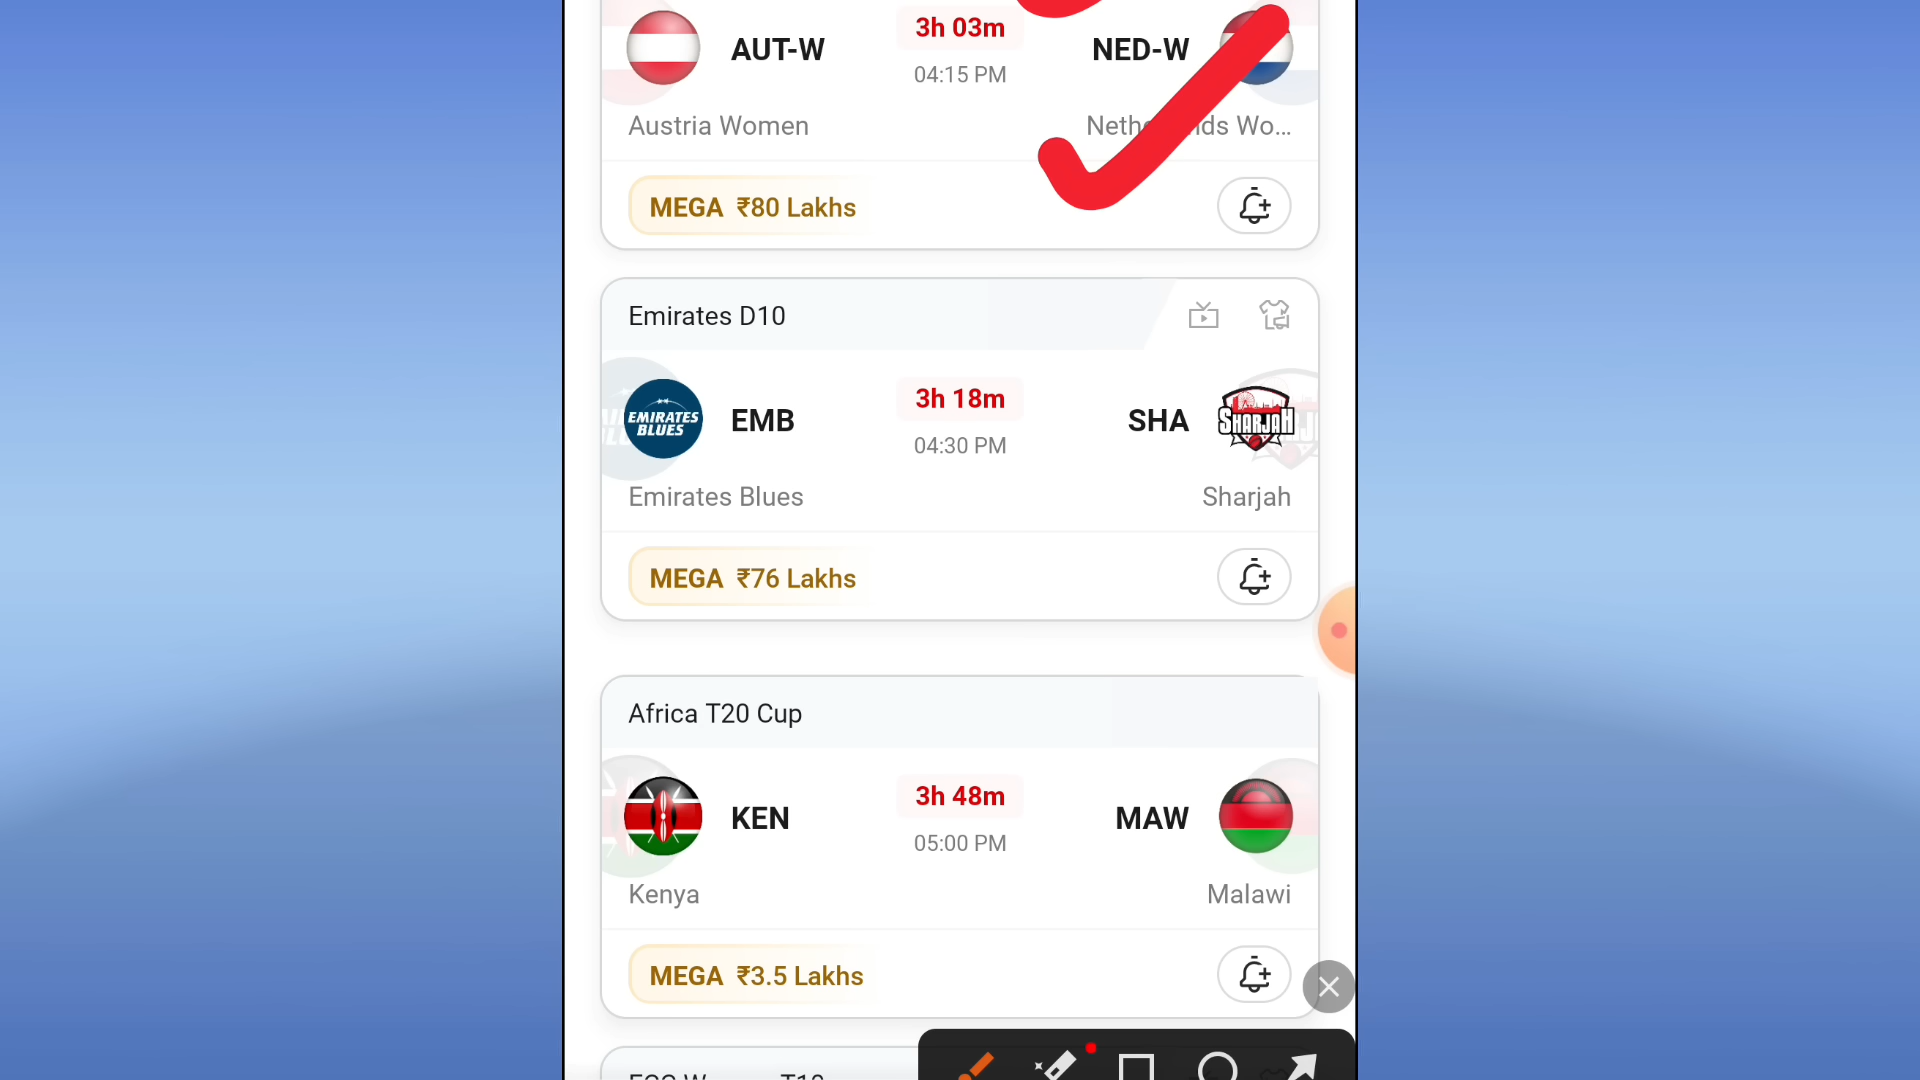 AUT-W 3h 03m NED-W
04:15 PM
Austria Women
MEGA ₹80 Lakhs
Emirates D10
EMIRATES BLUES EMB 3h 18m SHA SHARJAH
04:30 PM
Emirates Blues Sharjah
MEGA ₹76 Lakhs
Africa T20 Cup
KEN 3h 48m MAW
05:00 PM
Kenya Malawi
MEGA ₹3.5 Lakhs